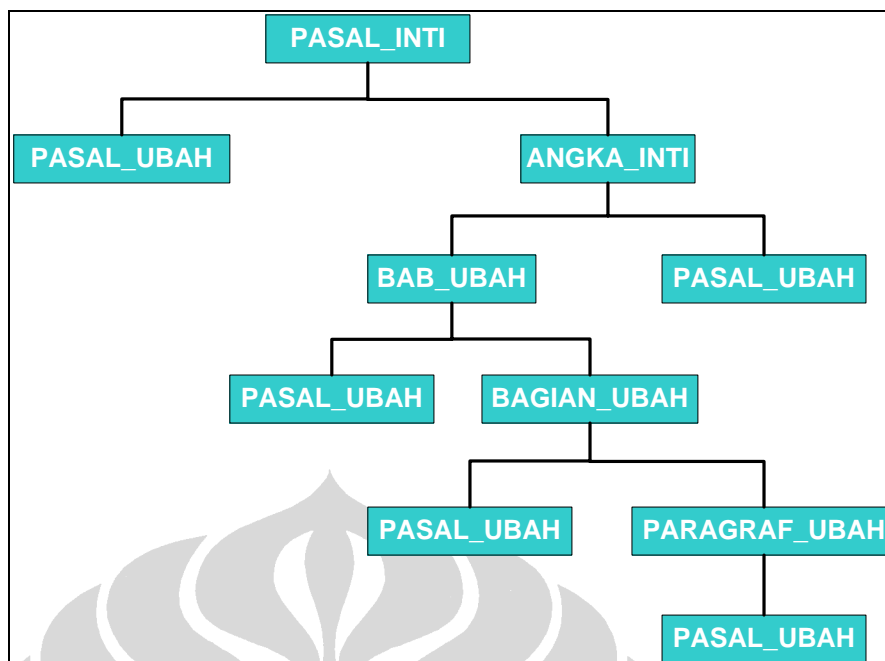 PASAL_INTI
PASAL_UBAH
ANGKA_INTI
BAB_UBAH
PASAL_UBAH
PASAL_UBAH
BAGIAN_UBAH
PASAL_UBAH
PARAGRAF_UBAH
PASAL_UBAH